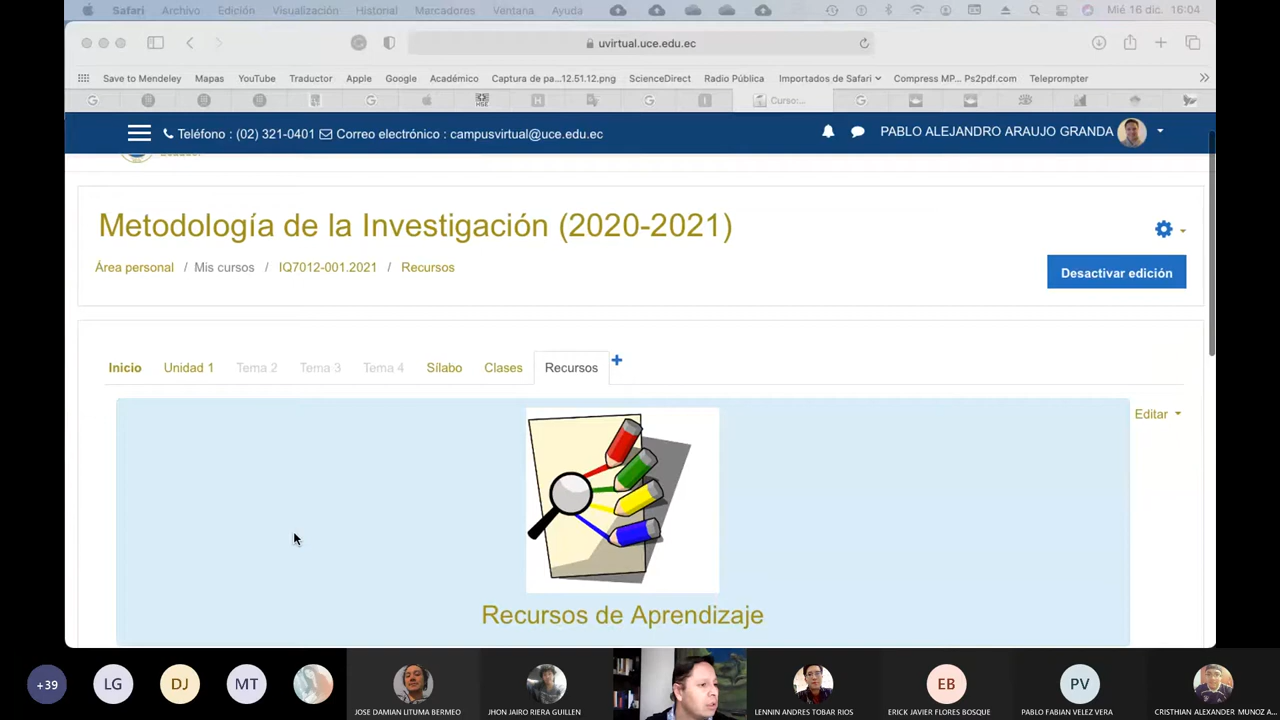 Safari Archivo Edición Visualización Historial Marcadores Ventana Ayuda Mié 16 dic. 16:04
uvirtual.uce.edu.ec
Save to Mendeley Mapas YouTube Traductor Apple Google Académico Captura de pa...12.51.12.png ScienceDirect Radio Pública Importados de Safari Compress MP... Ps2pdf.com Teleprompter
Curso:...
Teléfono : (02) 321-0401 Correo electrónico : campusvirtual@uce.edu.ec PABLO ALEJANDRO ARAUJO GRANDA
Metodología de la Investigación (2020-2021)
Área personal / Mis cursos / IQ7012-001.2021 / Recursos
Desactivar edición
Inicio Unidad 1 Tema 2 Tema 3 Tema 4 Sílabo Clases Recursos
Editar
Recursos de Aprendizaje
+39 LG DJ MT EB PV
JOSE DAMIAN LITUMA BERMEO JHON JAIRO RIERA GUILLEN LENNIN ANDRES TOBAR RIOS ERICK JAVIER FLORES BOSQUE PABLO FABIAN VELEZ VERA CRISTHIAN ALEXANDER MUNOZ A...